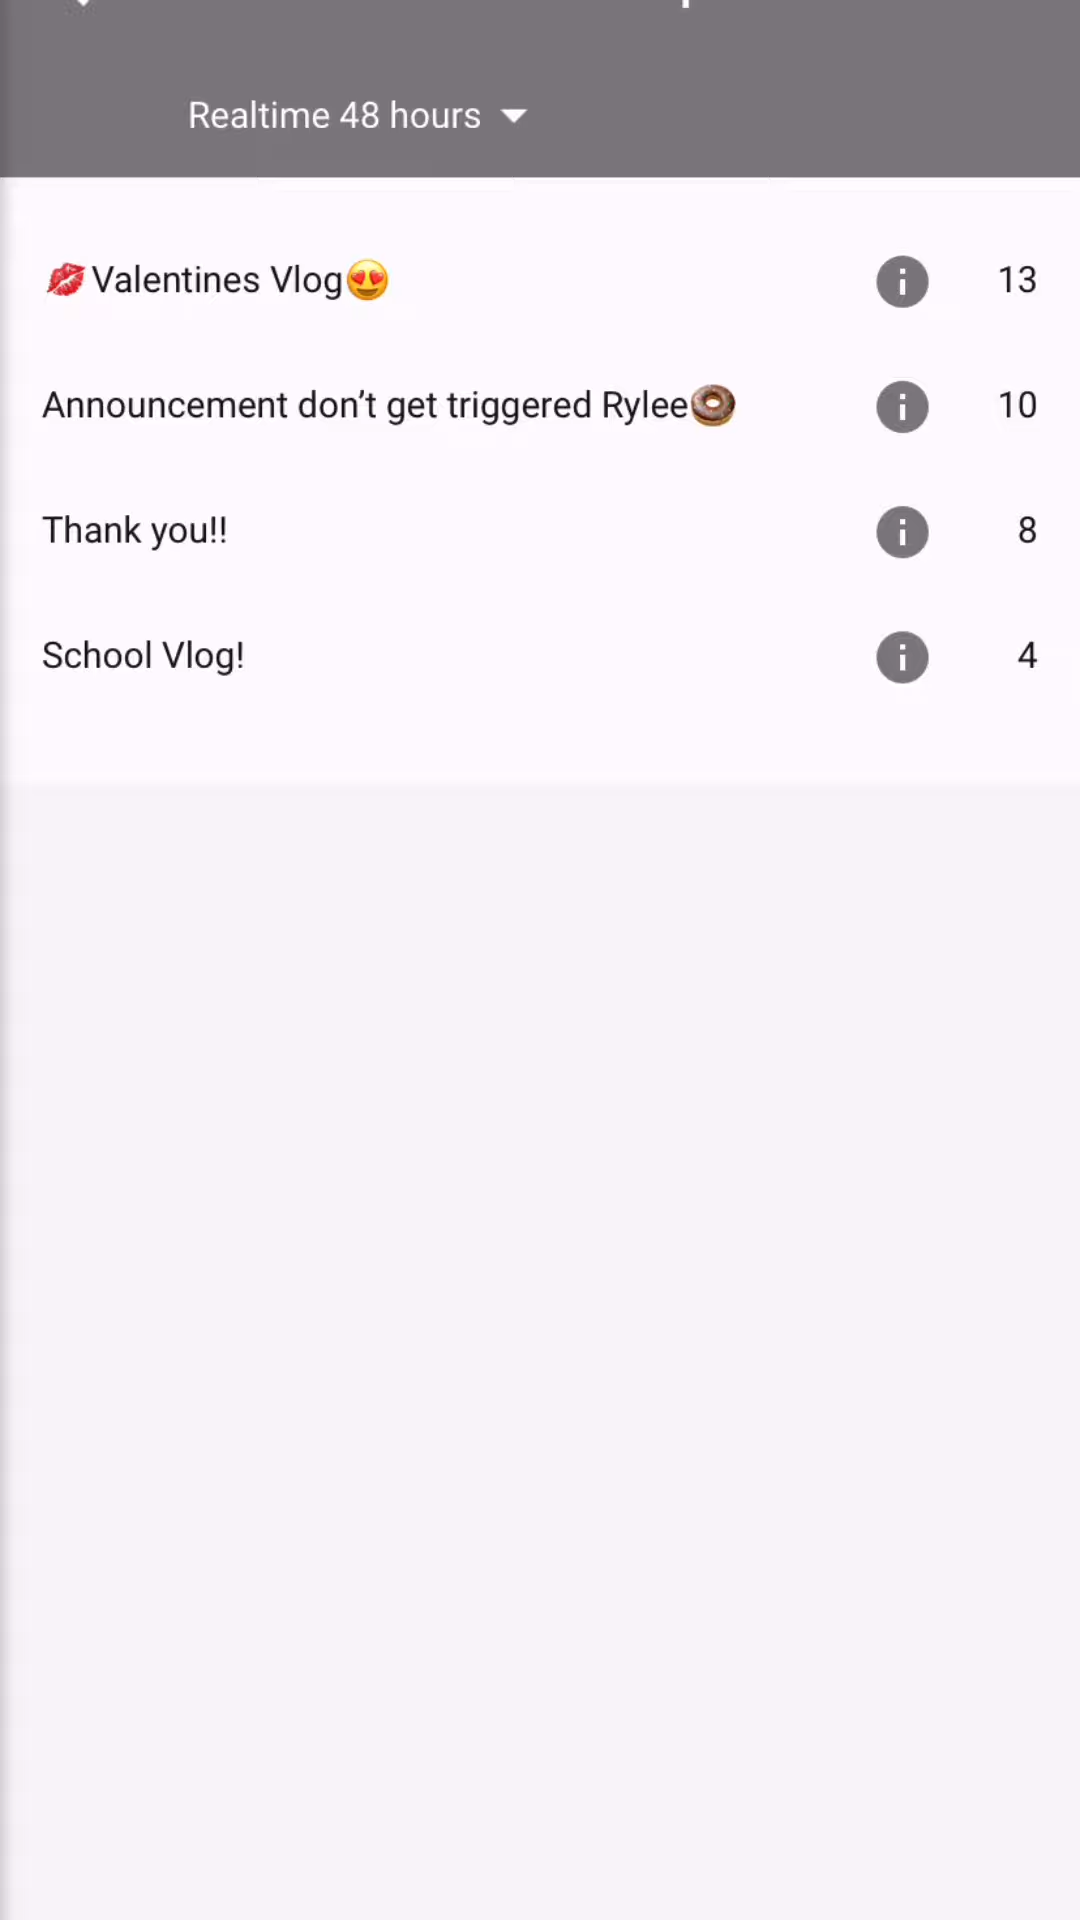 Realtime 48 hours
💋Valentines Vlog😍 13
Announcement don’t get triggered Rylee🍩 10
Thank you!! 8
School Vlog! 4